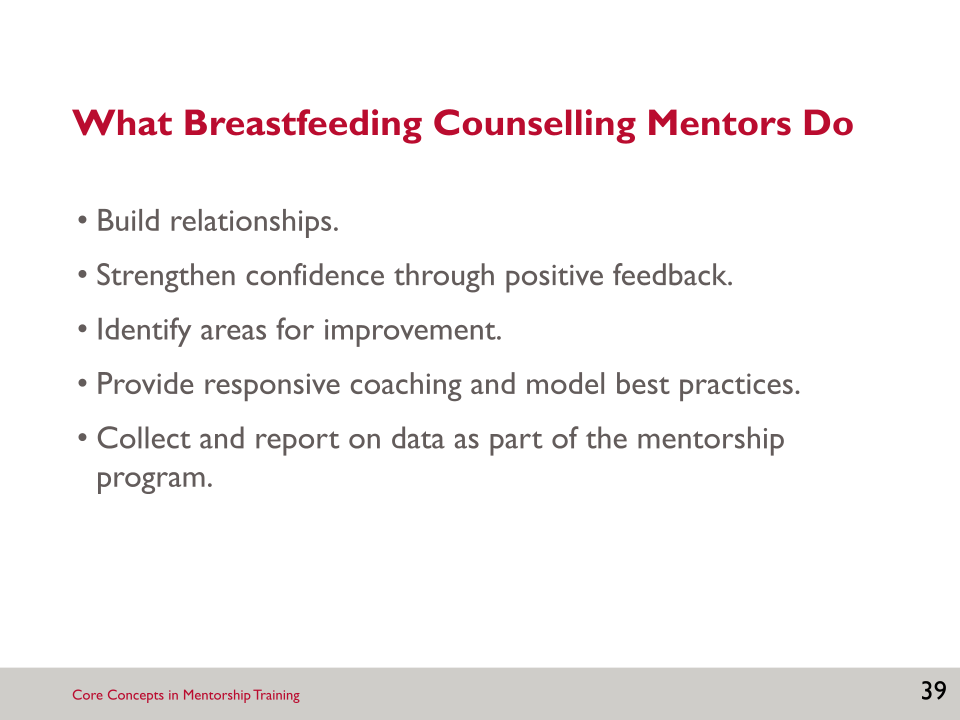 What Breastfeeding Counselling Mentors Do
• Build relationships.
• Strengthen confidence through positive feedback.
• Identify areas for improvement.
• Provide responsive coaching and model best practices.
• Collect and report on data as part of the mentorship
program.
Core Concepts in Mentorship Training
39